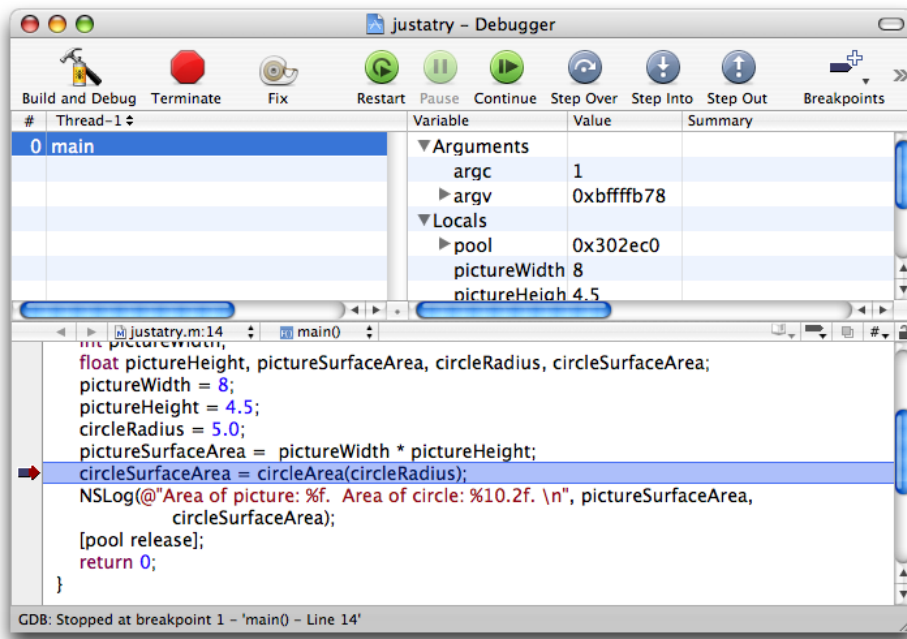 justatry – Debugger
Build and Debug Terminate Fix Restart Pause Continue Step Over Step Into Step Out Breakpoints
# Thread-1 Variable Value Summary
0 main
Arguments
argc 1
argv 0xbffffb78
Locals
pool 0x302ec0
pictureWidth 8
pictureHeigh 4.5
justatry.m:14 main() #
int pictureWidth;
float pictureHeight, pictureSurfaceArea, circleRadius, circleSurfaceArea;
pictureWidth = 8;
pictureHeight = 4.5;
circleRadius = 5.0;
pictureSurfaceArea =  pictureWidth * pictureHeight;
circleSurfaceArea = circleArea(circleRadius);
NSLog(@"Area of picture: %f.  Area of circle: %10.2f. \n", pictureSurfaceArea,
circleSurfaceArea);
[pool release];
return 0;
}
GDB: Stopped at breakpoint 1 – 'main() – Line 14'